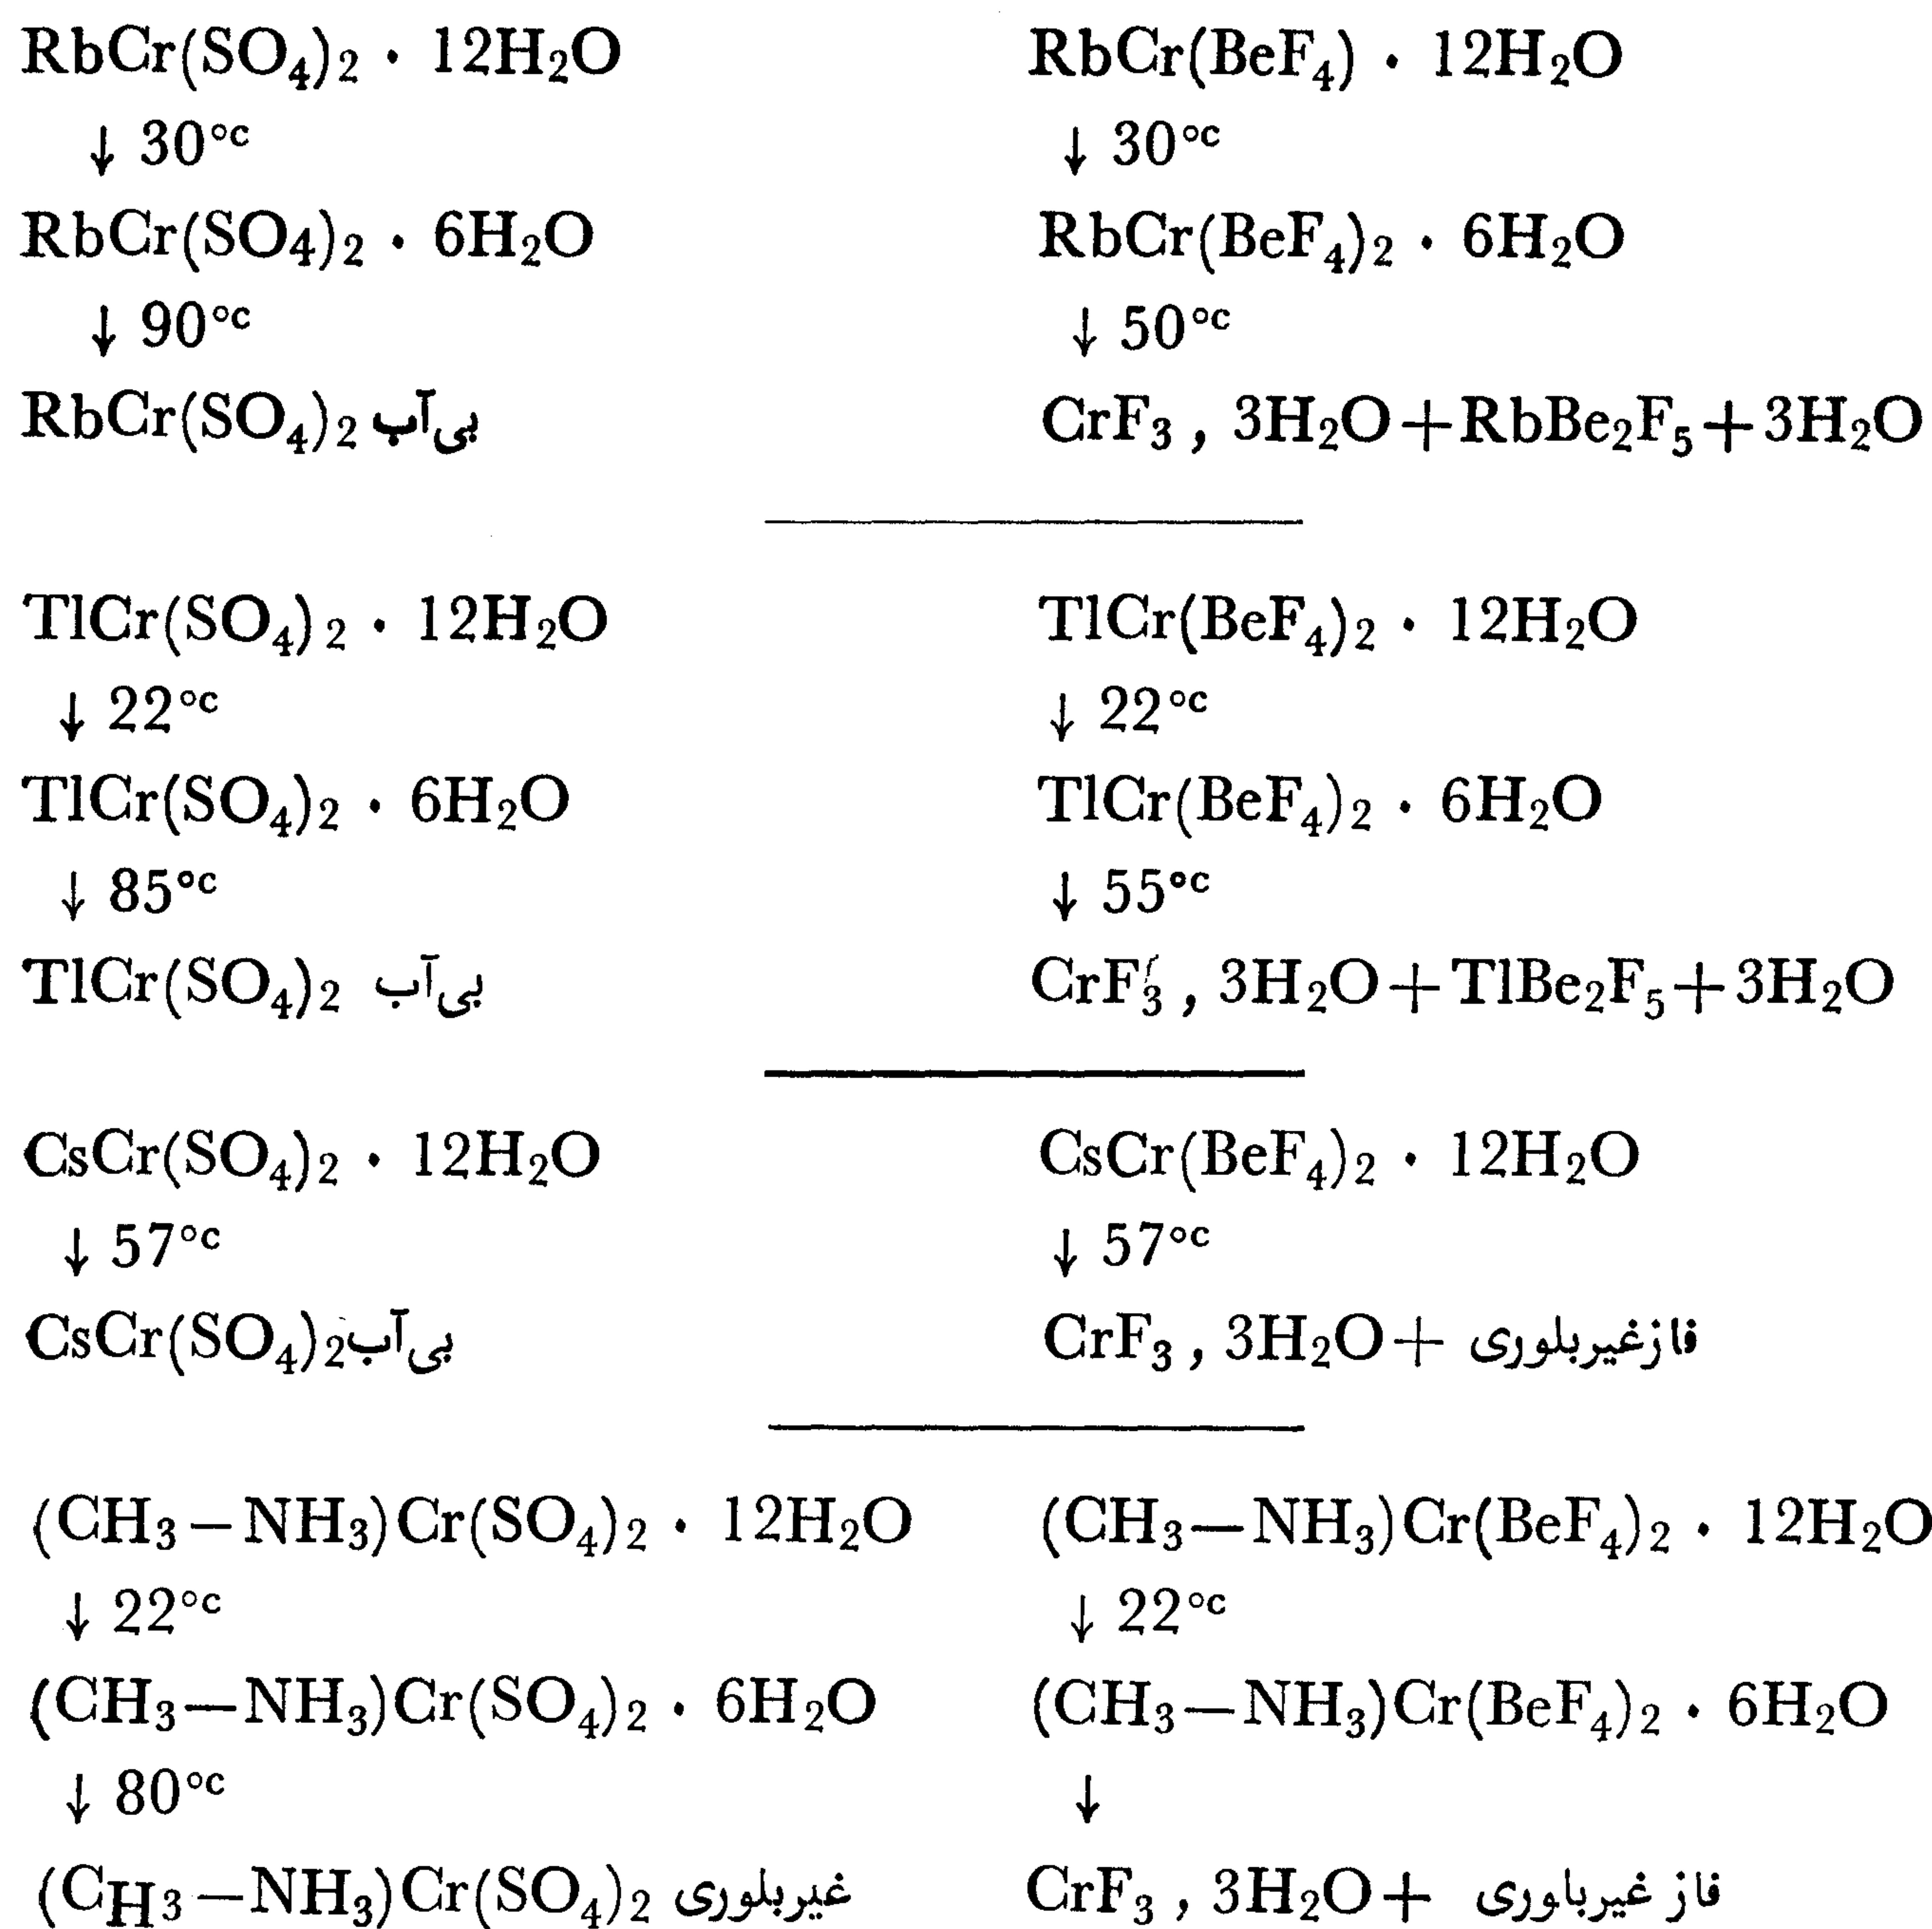 RbCr(SO₄)₂ · 12H₂O RbCr(BeF₄) · 12H₂O
↓ 30°c ↓ 30°c
RbCr(SO4)₂ · 6H₂O RbCr(BeF₄)₂ · 6H₂O
↓ 90°c ↓ 50°c
RbCr(SO₄)₂ بی‌آب CrF₃ , 3H₂O+RbBe₂F₅+3H₂O
TlCr(SO₄)₂ · 12H₂O TlCr(BeF₄)₂ · 12H₂O
↓ 22°c ↓ 22°c
TlCr(SO₄)₂ · 6H₂O TlCr(BeF₄)₂ · 6H₂O
↓ 85°c ↓ 55°c
TlCr(SO₄)₂ بی‌آب CrF₃ , 3H₂O+TlBe₂F₅+3H₂O
CsCr(SO₄)₂ · 12H₂O CsCr(BeF₄)₂ · 12H₂O
↓ 57°c ↓ 57°c
CsCr(SO₄)₂ بی‌آب CrF₃ , 3H₂O+ فاز غیربلوری
(CH₃—NH₃)Cr(SO₄)₂ · 12H₂O (CH₃—NH₃)Cr(BeF₄)₂ · 12H₂O
↓ 22°c ↓ 22°c
(CH₃—NH₃)Cr(SO₄)₂ · 6H₂O (CH₃—NH₃)Cr(BeF₄)₂ · 6H₂O
↓ 80°c ↓
(CH₃—NH₃)Cr(SO₄)₂ غیربلوری CrF₃ , 3H₂O+ فاز غیرباوری